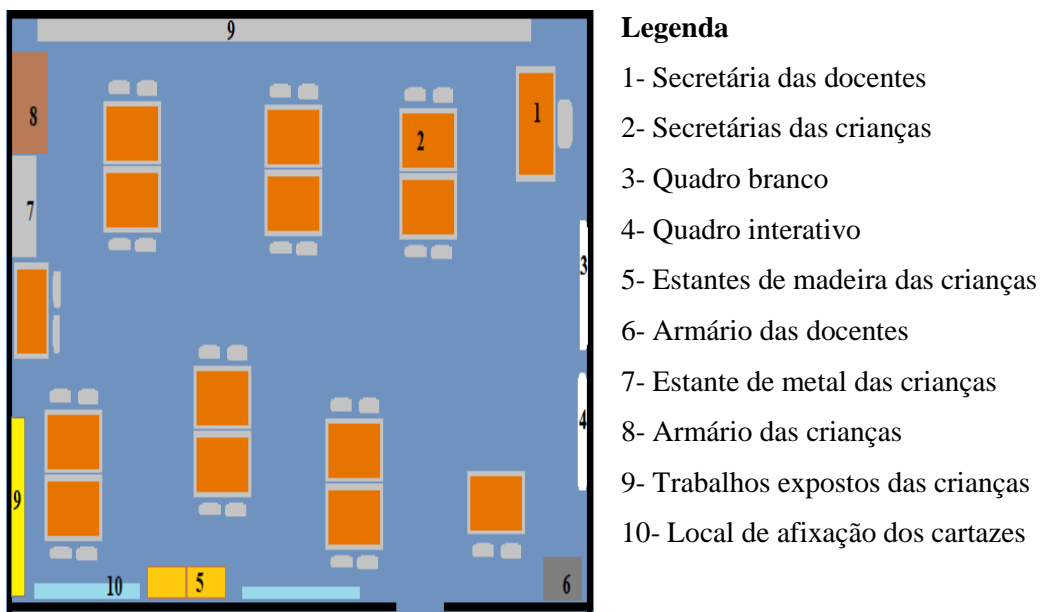 9
8
2
1
7
3
4
9
10
5
6
Legenda
1- Secretária das docentes
2- Secretárias das crianças
3- Quadro branco
4- Quadro interativo
5- Estantes de madeira das crianças
6- Armário das docentes
7- Estante de metal das crianças
8- Armário das crianças
9- Trabalhos expostos das crianças
10- Local de afixação dos cartazes